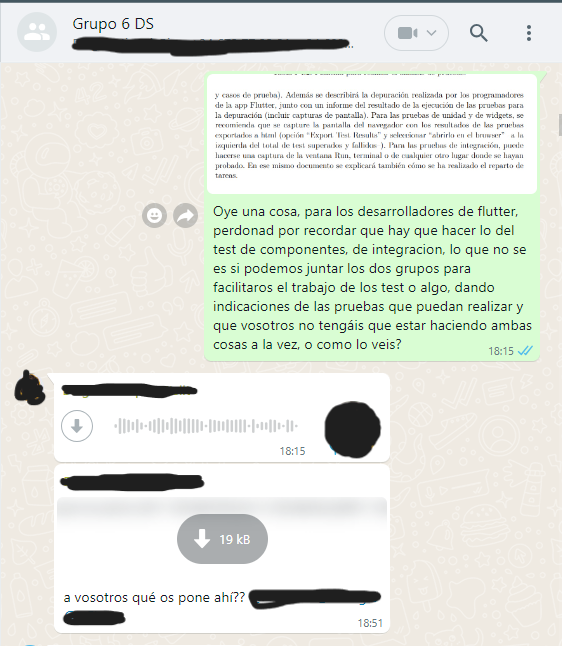 Grupo 6 DS
y casos de prueba). Además se describirá la depuración realizada por los programadores
de la app Flutter, junto con un informe del resultado de la ejecución de las pruebas para
la depuración (incluir capturas de pantalla). Para las pruebas de unidad y de widgets, se
recomienda que se capture la pantalla del navegador con los resultados de las pruebas
exportados a html (opción "Export Test Results" y seleccionar "abrirlo en el browser" a la
izquierda del total de test superados y fallidos ). Para las pruebas de integración, puede
hacerse una captura de la ventana Run, terminal o de cualquier otro lugar donde se hayan
probado. En ese mismo documento se explicará también cómo se ha realizado el reparto de
tareas.
Oye una cosa, para los desarrolladores de flutter,
perdonad por recordar que hay que hacer lo del
test de componentes, de integracion, lo que no se
es si podemos juntar los dos grupos para
facilitaros el trabajo de los test o algo, dando
indicaciones de las pruebas que puedan realizar y
que vosotros no tengáis que estar haciendo ambas
cosas a la vez, o como lo veis?
18:15
18:15
19 kB
a vosotros qué os pone ahí??
18:51